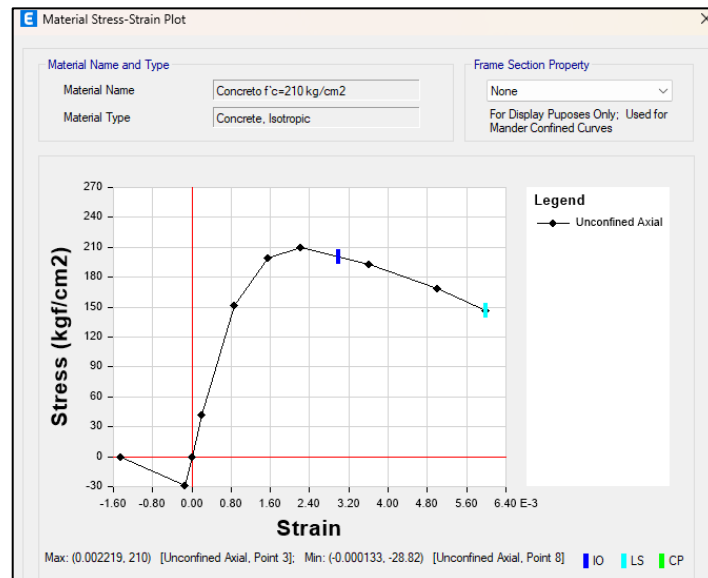 E Material Stress-Strain Plot
Material Name and Type
Material Name Concreto f`c=210 kg/cm2
Material Type Concrete, Isotropic
Frame Section Property
None
For Display Puposes Only; Used for
Mander Confined Curves
270
240
210
180
150
120
90
60
30
0
-30
Stress (kgf/cm2)
-1.60 -0.80 0.00 0.80 1.60 2.40 3.20 4.00 4.80 5.60 6.40 E-3
Strain
Legend
Unconfined Axial
Max: (0.002219, 210) [Unconfined Axial, Point 3]; Min: (-0.000133, -28.82) [Unconfined Axial, Point 8] IO LS CP